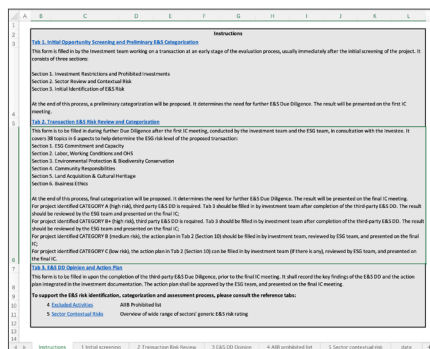 A B C D E F G H I J K L
1
2 Instructions
3 Tab 1. Initial Opportunity Screening and Preliminary E&S Categorization
This form is filled in by the Investment team working on a transaction at an early stage of the evaluation process, usually immediately after the initial screening of the project. It
consists of three sections:
Section 1. Investment Restrictions and Prohibited Investments
Section 2. Sector Review and Contextual Risk
Section 3. Initial Identification of E&S Risk
At the end of this process, a preliminary categorization will be proposed. It determines the need for further E&S Due Diligence. The result will be presented on the first IC
4 meeting.
5 Tab 2. Transaction E&S Risk Review and Categorization
This form is to be filled in during further Due Diligence after the first IC meeting, conducted by the investment team and the ESG team, in consultation with the investee. It
covers 38 topics in 6 aspects to help determine the ESG risk level of the proposed transaction:
Section 1. ESG Commitment and Capacity
Section 2. Labor, Working Conditions and OHS
Section 3. Environmental Protection & Biodiversity Conservation
Section 4. Community Responsibilities
Section 5. Land Acquisition & Cultural Heritage
Section 6. Business Ethics
At the end of this process, final categorization will be proposed. It determines the need for further E&S Due Diligence. The result will be presented on the final IC meeting.
For project identified CATEGORY A (high risk), third party E&S DD is required. Tab 3 should be filled in by investment team after completion of the third-party E&S DD. The result
should be reviewed by the ESG team and presented on the final IC;
For project identified CATEGORY B+ (high risk), third party E&S DD is required. Tab 3 should be filled in by investment team after completion of the third-party E&S DD. The result
should be reviewed by the ESG team and presented on the final IC;
For project identified CATEGORY B (medium risk), the action plan in Tab 2 (Section 10) should be filled in by investment team, reviewed by ESG team, and presented on the final
IC;
For project identified CATEGORY C (low risk), the action plan in Tab 2 (Section 10) can be filled in by investment team (if there is any), reviewed by ESG team, and presented on
6 the final IC.
7 Tab 3. E&S DD Opinion and Action Plan
This form is to be filled in upon the completion of the third party E&S Due Diligence, prior to the final IC meeting. It shall record the key findings of the E&S DD and the action
8 plan integrated in the investment documentation. The action plan shall be approved by the ESG team, and presented on the final IC meeting.
9 To support the E&S risk identification, categorization and assessment process, please consult the reference tabs:
10 4 Excluded Activities AIIB Prohibited list
11 5 Sector Contextual Risks Overview of wide range of sectors' generic E&S risk rating
12
13
14
Instructions 1 Initial screening 2 Transaction Risk Review 3 E&S DD Opinion 4 AIIB prohibited list 5 Sector contextual risk data